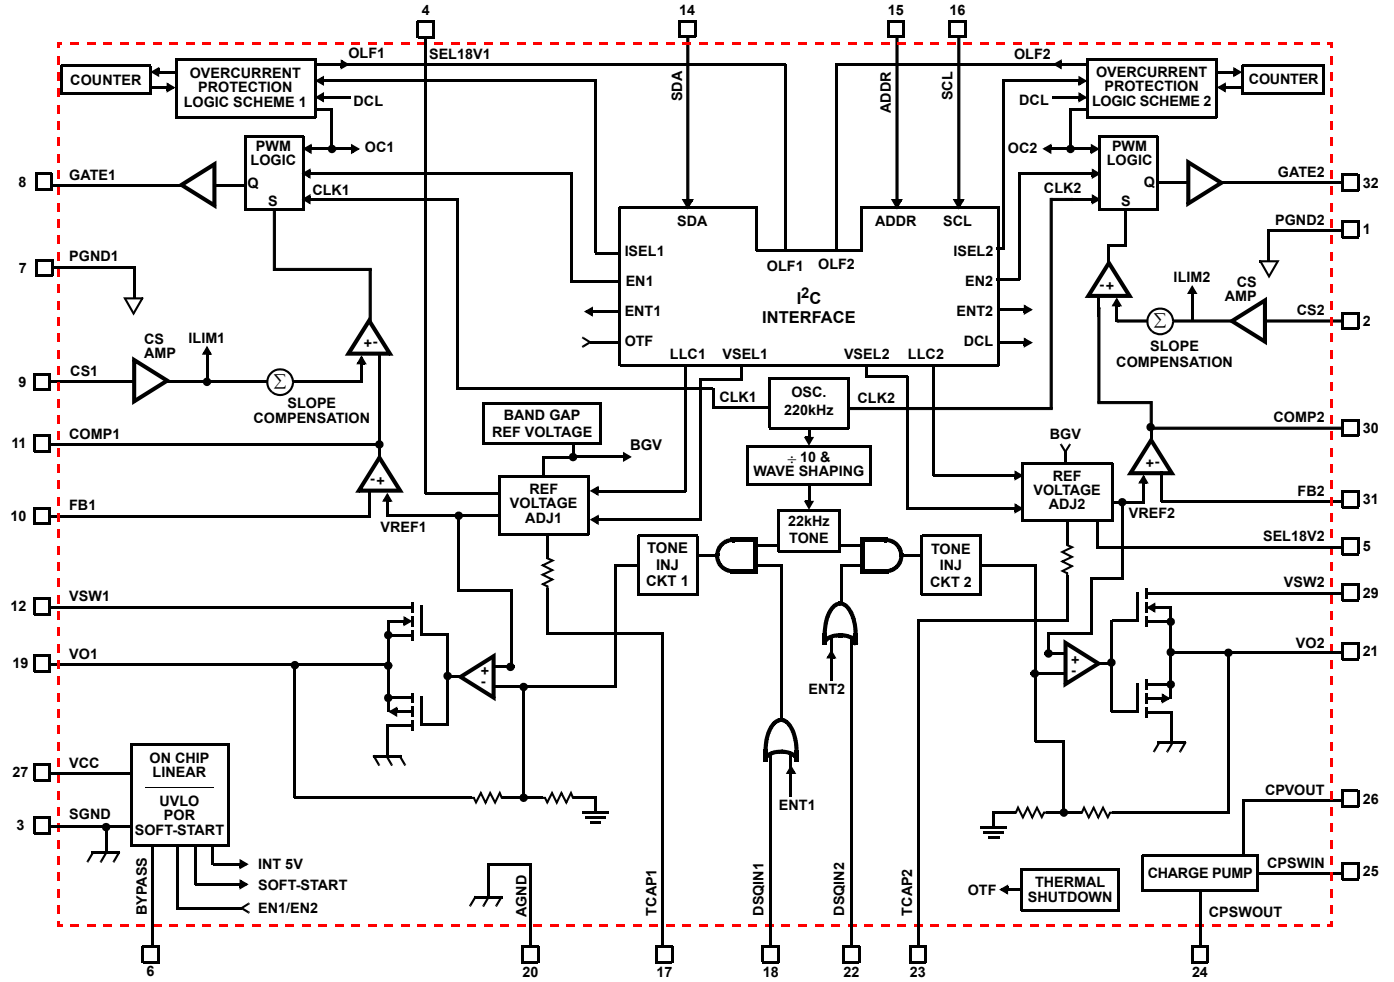 4
14
15
16
OLF1
SEL18V1
OLF2
COUNTER
OVERCURRENT
PROTECTION
LOGIC SCHEME 1
DCL
SDA
ADDR
SCL
DCL
OVERCURRENT
PROTECTION
LOGIC SCHEME 2
COUNTER
PWM
LOGIC
Q
S
OC1
CLK1
OC2
CLK2
PWM
LOGIC
Q
S
8
GATE1
GATE2
32
7
PGND1
PGND2
1
SDA
ADDR
SCL
ISEL1
OLF1
OLF2
ISEL2
EN1
EN2
I2C
INTERFACE
ENT1
ENT2
OTF
DCL
LLC1
VSEL1
VSEL2
LLC2
CS
AMP
ILIM1
+-
-+
ILIM2
CS
AMP
CS2
2
Σ
SLOPE
COMPENSATION
9
CS1
Σ
SLOPE
COMPENSATION
CLK1
OSC.
220kHz
CLK2
BAND GAP
REF VOLTAGE
BGV
11
COMP1
COMP2
30
÷ 10 &
WAVE SHAPING
BGV
-+
+-
10
FB1
VREF1
REF
VOLTAGE
ADJ1
REF
VOLTAGE
ADJ2
VREF2
FB2
31
22kHz
TONE
SEL18V2
5
TONE
INJ
CKT 1
TONE
INJ
CKT 2
12
VSW1
VSW2
29
19
VO1
VO2
21
+
-
+
-
ENT2
27
VCC
ON CHIP
LINEAR
UVLO
POR
SOFT-START
3
SGND
ENT1
CPVOUT
26
INT 5V
SOFT-START
EN1/EN2
BYPASS
AGND
TCAP1
DSQIN1
DSQIN2
TCAP2
OTF
THERMAL
SHUTDOWN
CHARGE PUMP
CPSWIN
25
CPSWOUT
6
20
17
18
22
23
24